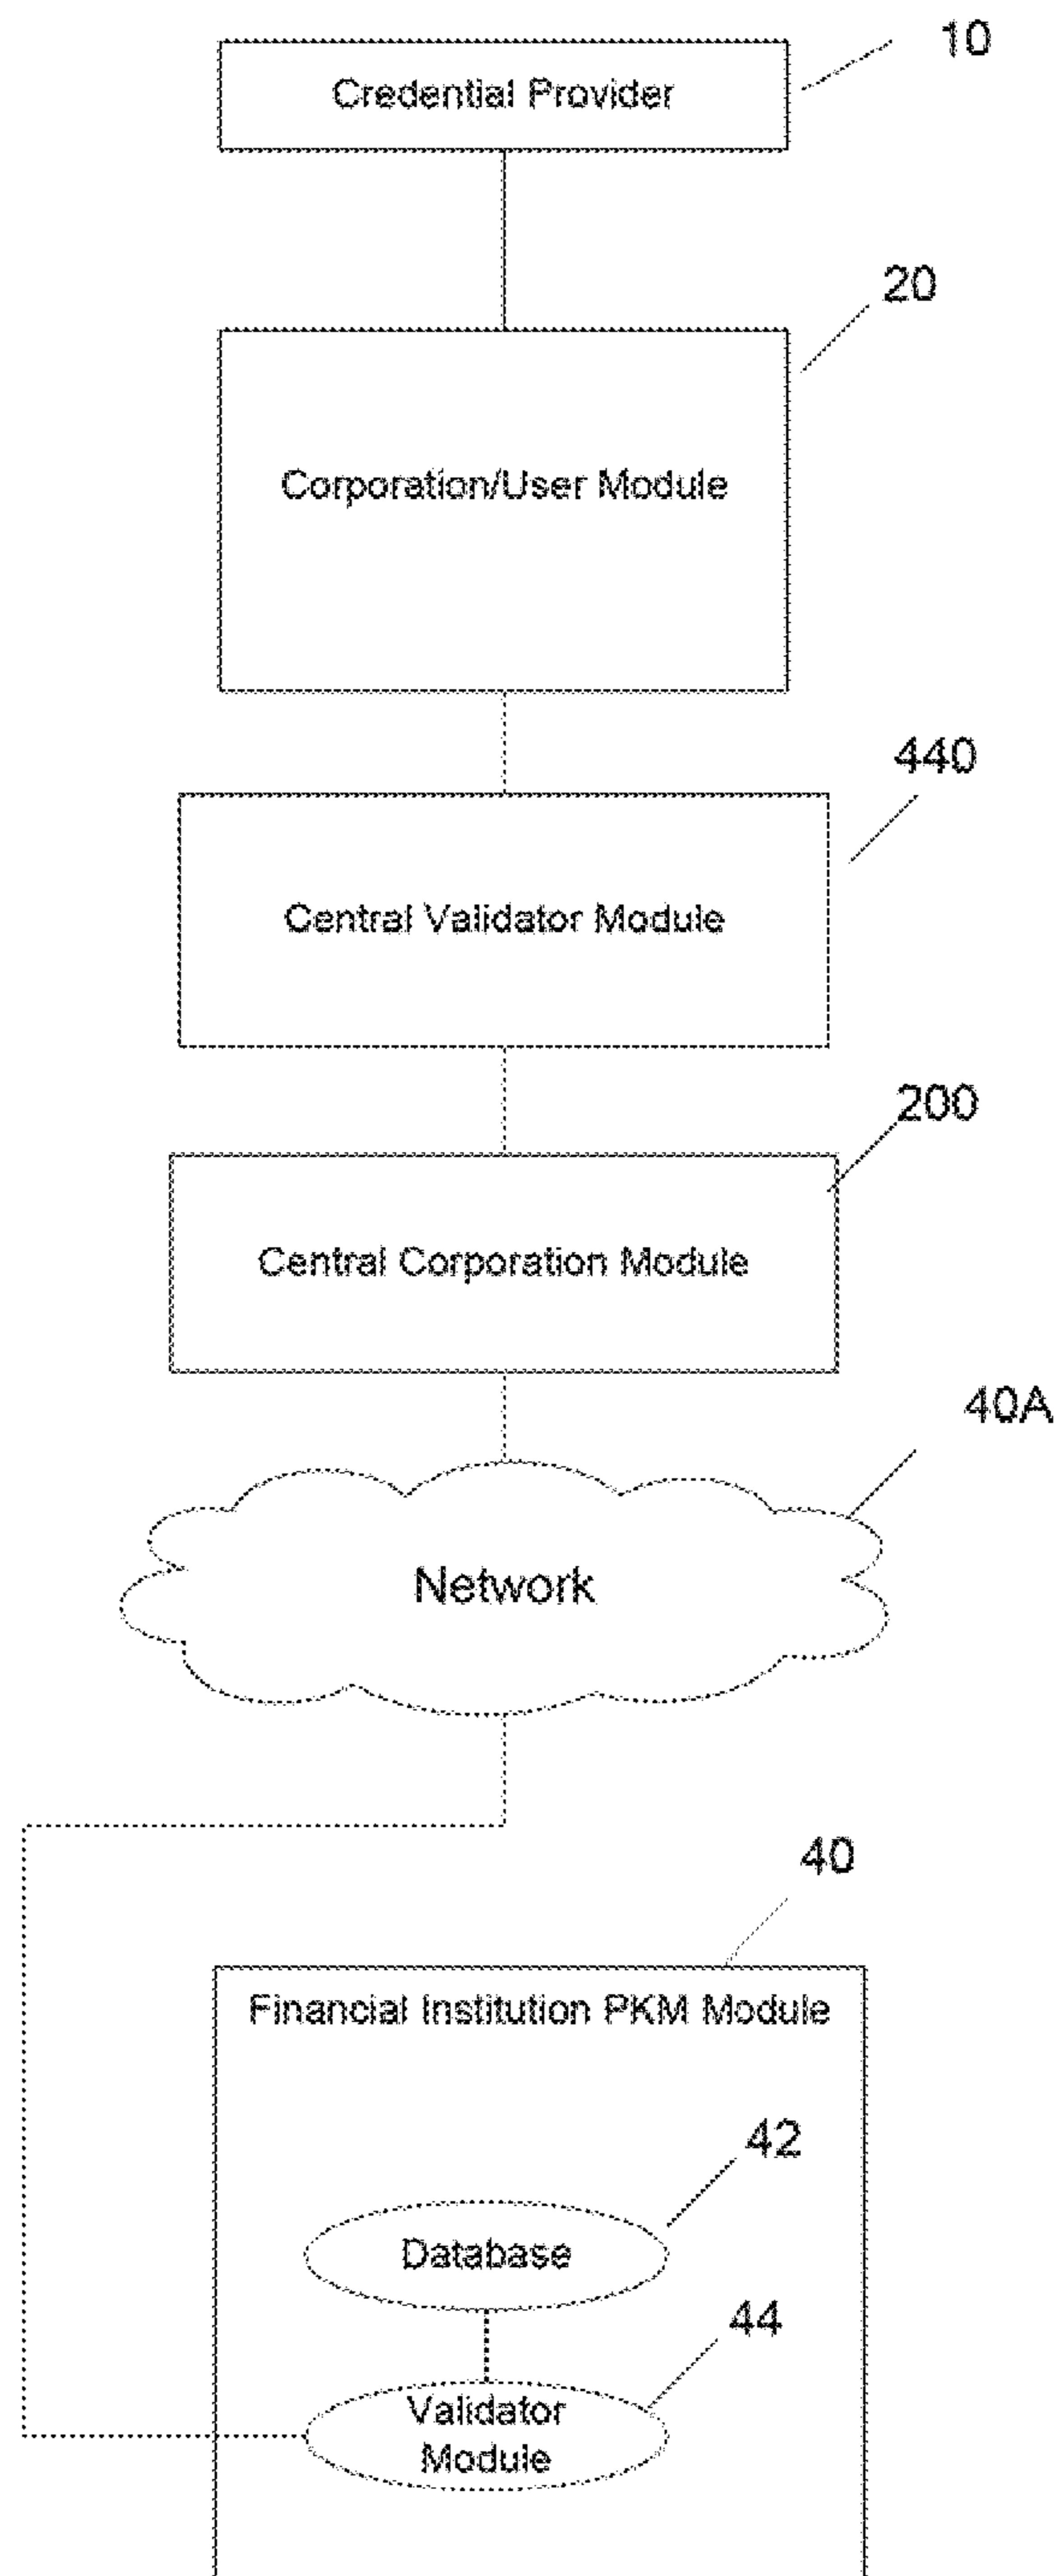 10
Credential Provider
20
Corporation/User Module
440
Central Validator Module
200
Central Corporation Module
40A
Network
40
Financial Institution PKM Module
42
Database
44
Validator
Module